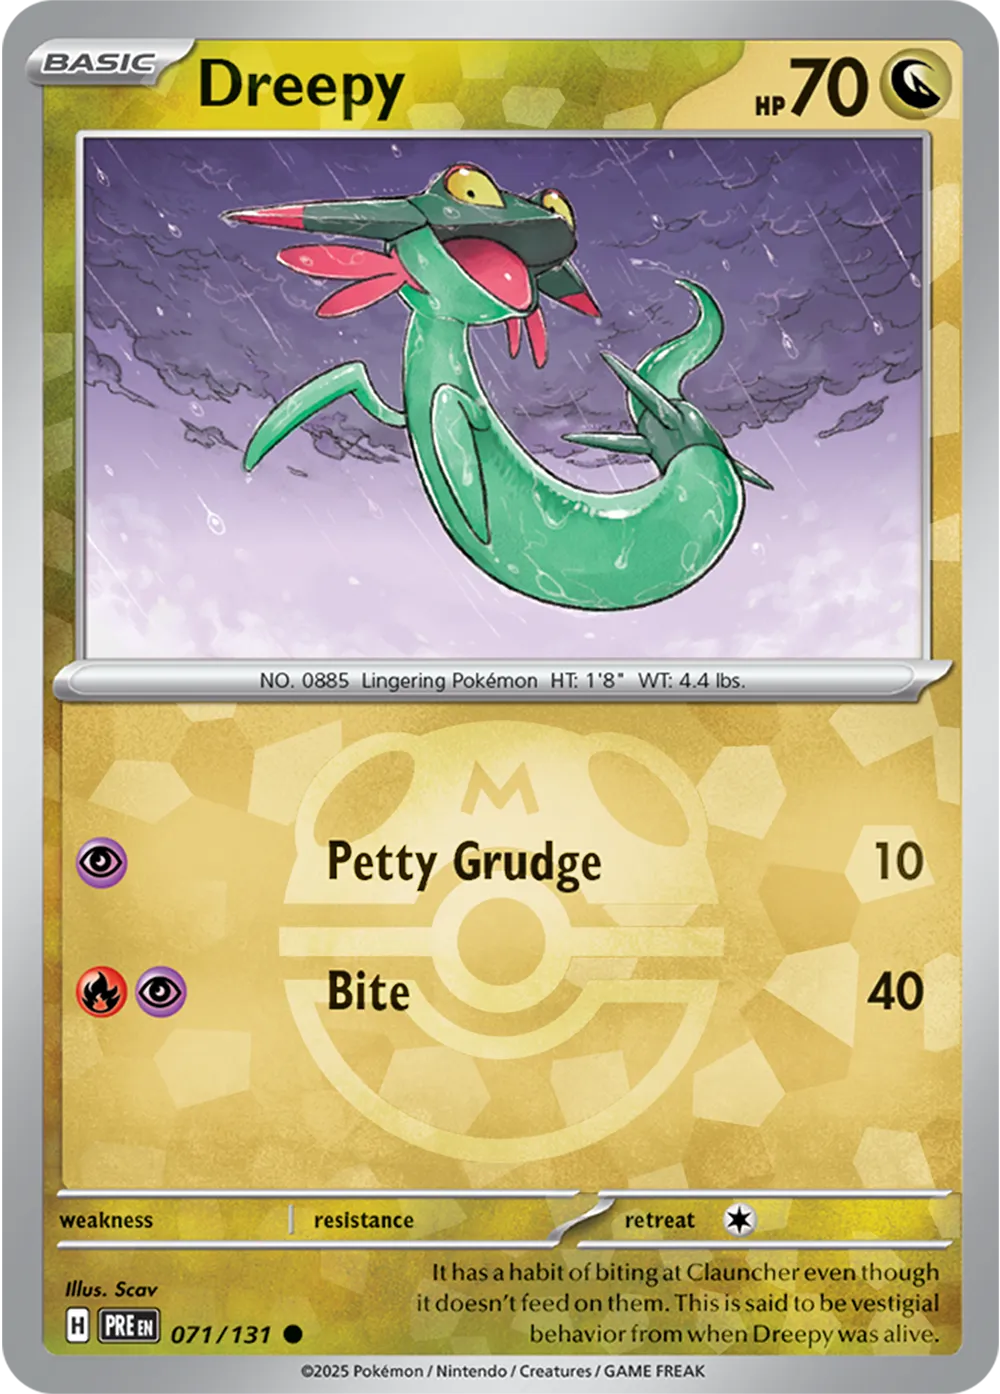 BASIC
Dreepy
HP 70
NO. 0885 Lingering Pokémon HT: 1'8" WT: 4.4 lbs.
M
Petty Grudge 10
Bite 40
weakness resistance retreat
Illus. Scav
It has a habit of biting at Clauncher even though
it doesn't feed on them. This is said to be vestigial
behavior from when Dreepy was alive.
H PRE EN 071/131
©2025 Pokémon / Nintendo / Creatures / GAME FREAK